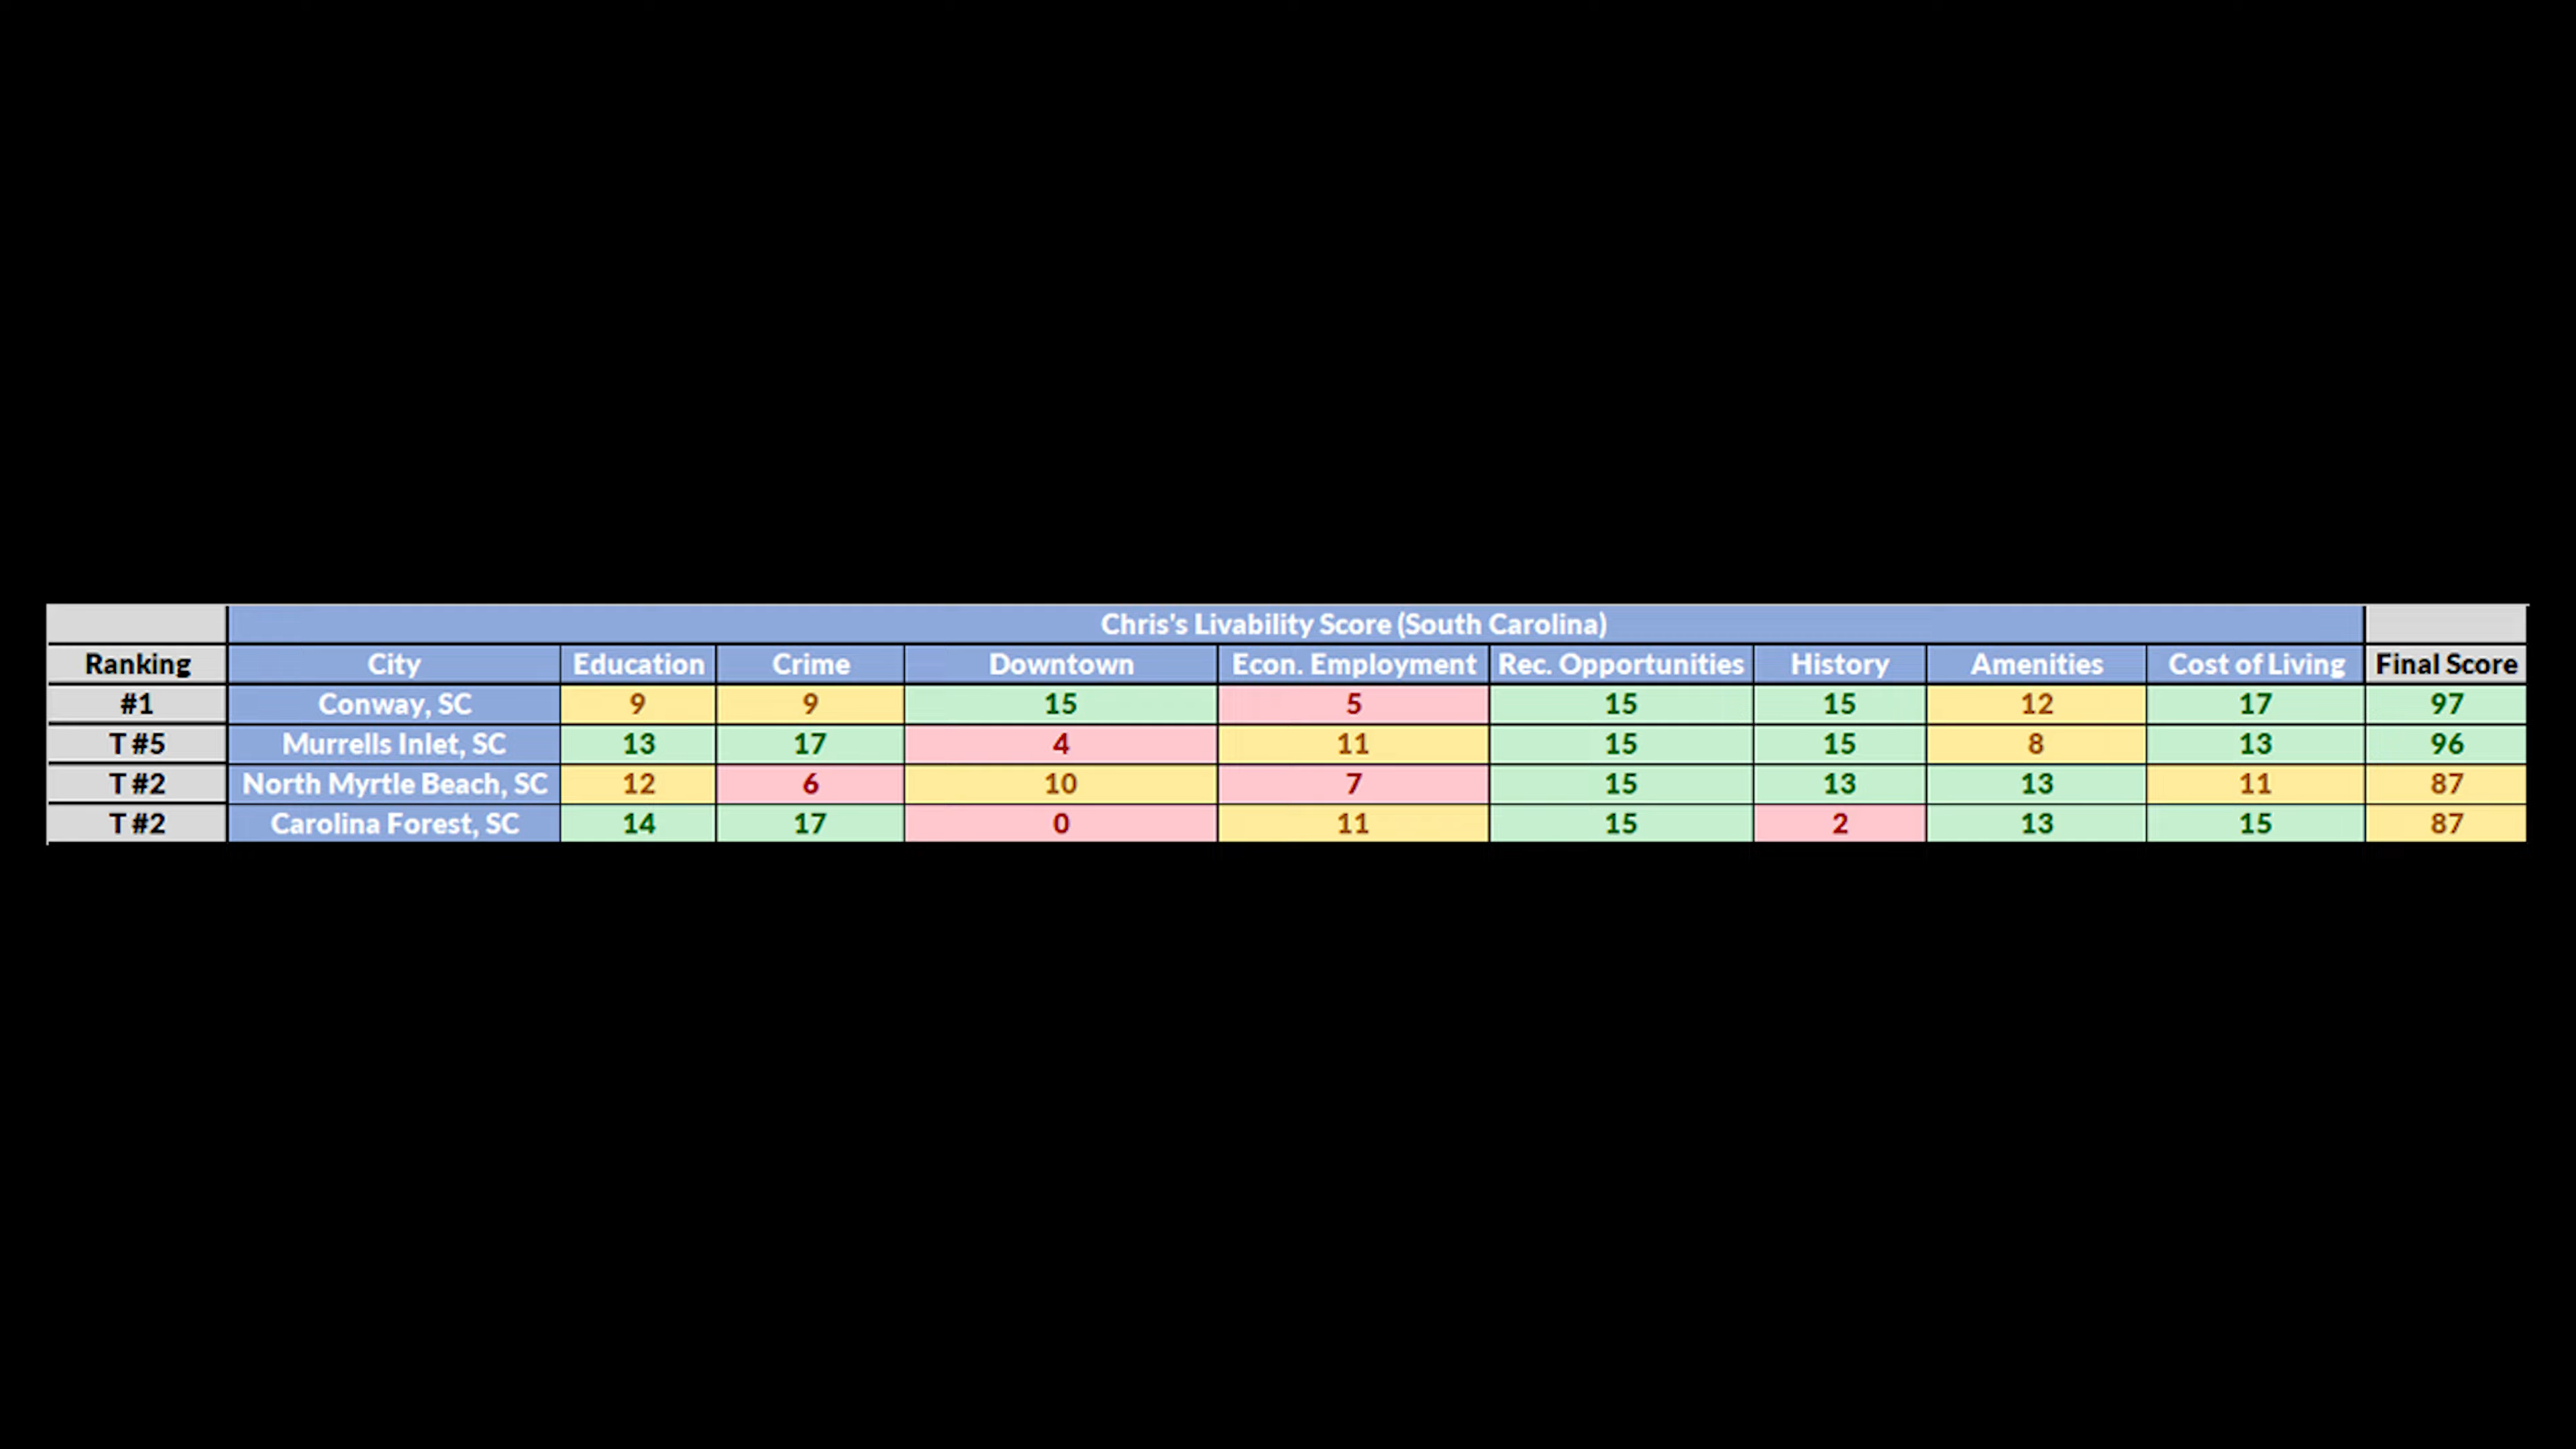 Chris's Livability Score (South Carolina)
Ranking City Education Crime Downtown Econ. Employment Rec. Opportunities History Amenities Cost of Living Final Score
#1 Conway, SC 9 9 15 5 15 15 12 17 97
T #5 Murrells Inlet, SC 13 17 4 11 15 15 8 13 96
T #2 North Myrtle Beach, SC 12 6 10 7 15 13 13 11 87
T #2 Carolina Forest, SC 14 17 0 11 15 2 13 15 87